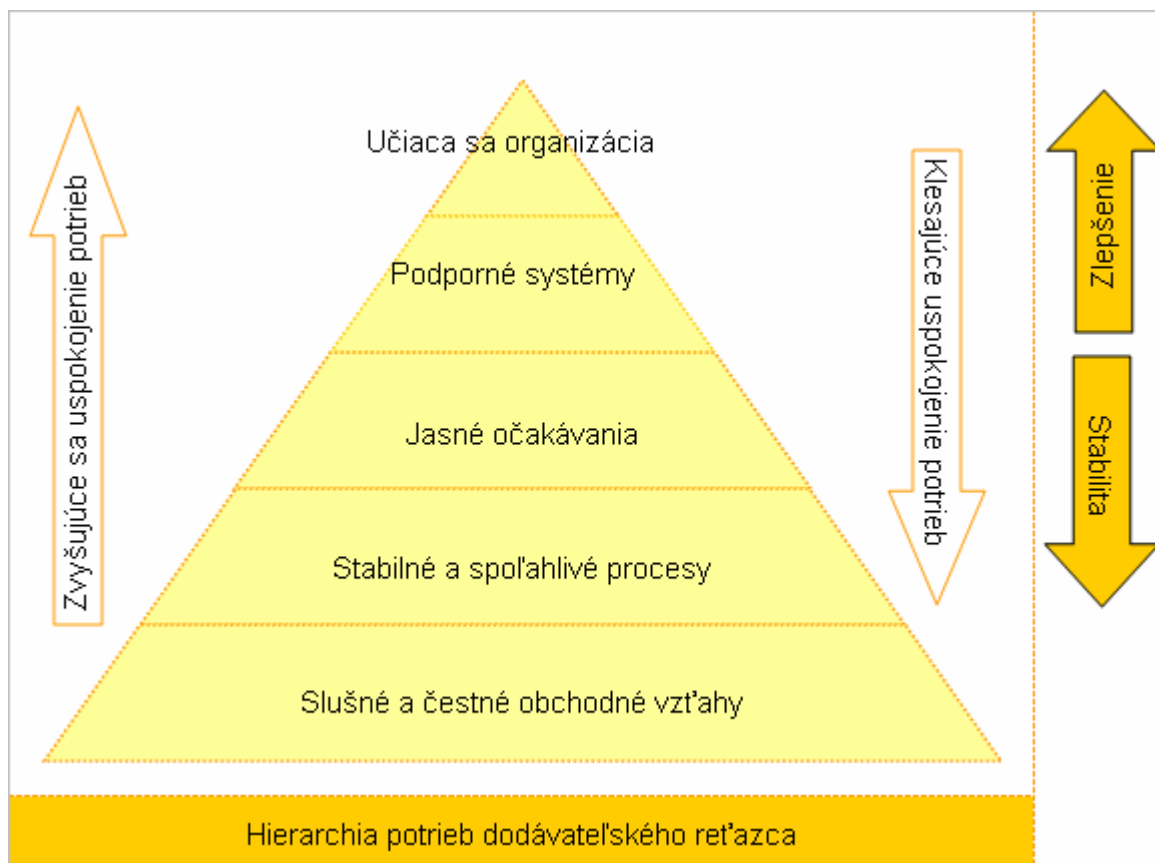 Učiaca sa organizácia
Podporné systémy
Jasné očakávania
Stabilné a spoľahlivé procesy
Slušné a čestné obchodné vzťahy
Zvyšujúce sa uspokojenie potrieb
Klesajúce uspokojenie potrieb
Zlepšenie
Stabilita
Hierarchia potrieb dodávateľského reťazca